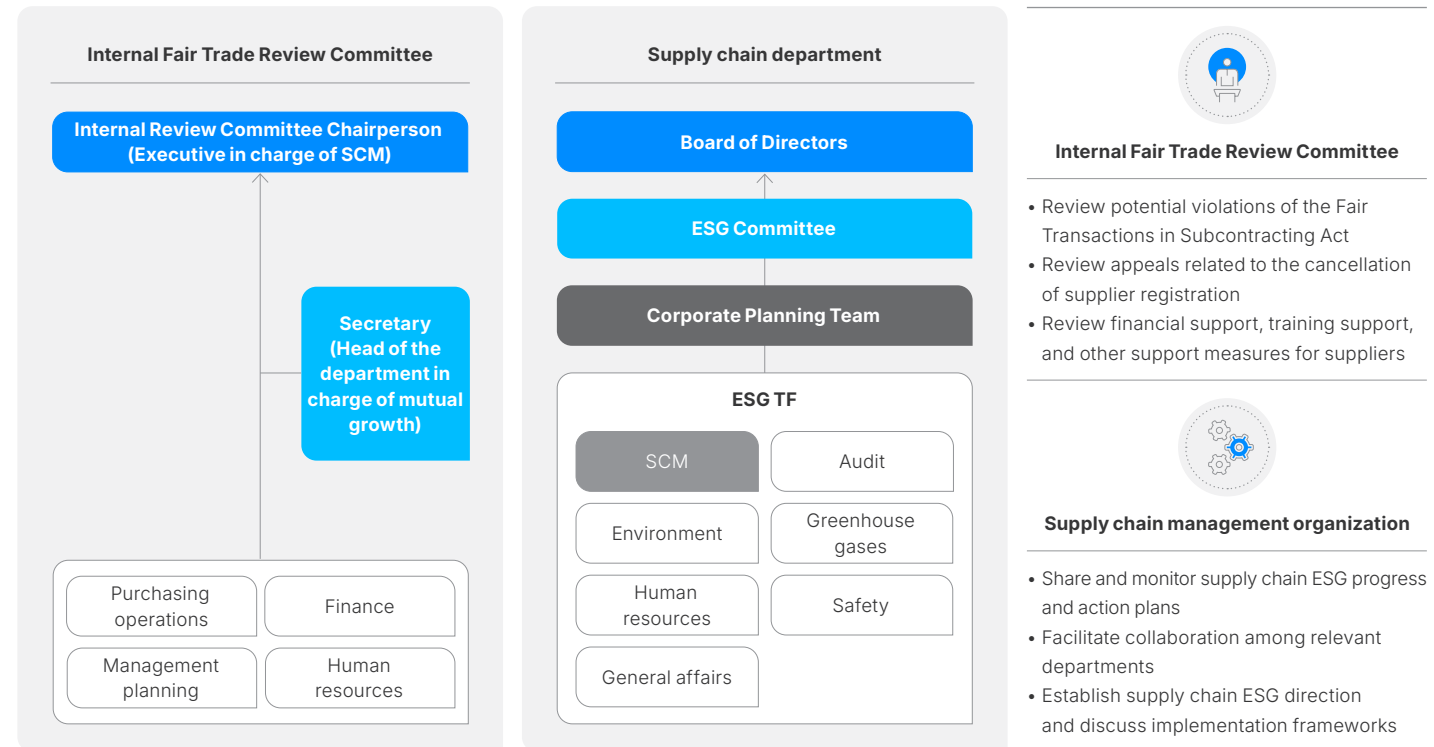 Internal Fair Trade Review Committee
Internal Review Committee Chairperson
(Executive in charge of SCM)
Secretary
(Head of the
department in
charge of mutual
growth)
Purchasing
operations
Finance
Management
planning
Human
resources
Supply chain department
Board of Directors
ESG Committee
Corporate Planning Team
ESG TF
SCM
Audit
Environment
Greenhouse
gases
Human
resources
Safety
General affairs
Internal Fair Trade Review Committee
• Review potential violations of the Fair
Transactions in Subcontracting Act
• Review appeals related to the cancellation
of supplier registration
• Review financial support, training support,
and other support measures for suppliers
Supply chain management organization
• Share and monitor supply chain ESG progress
and action plans
• Facilitate collaboration among relevant
departments
• Establish supply chain ESG direction
and discuss implementation frameworks